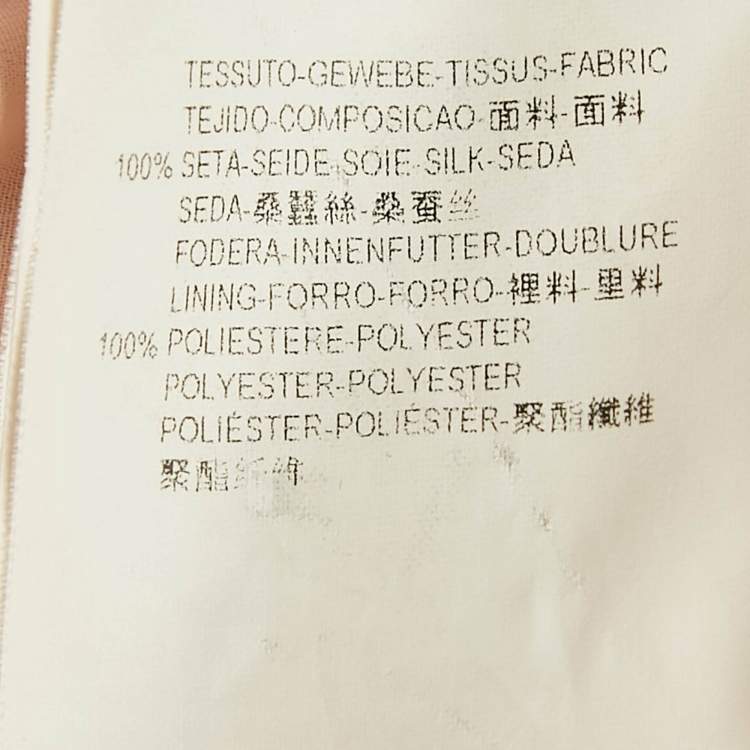 TESSUTO-GEWEBE-TISSUS-FABRIC
TEJIDO-COMPOSICAO-面料-面料
100% SETA-SEIDE-SOIE-SILK-SEDA
SEDA-桑蠶絲-桑蚕丝
FODERA-INNENFUTTER-DOUBLURE
LINING-FORRO-FORRO-裡料-里料
100% POLIESTERE-POLYESTER
POLYESTER-POLYESTER
POLIÉSTER-POLIÉSTER-聚酯纖維
聚酯纤维